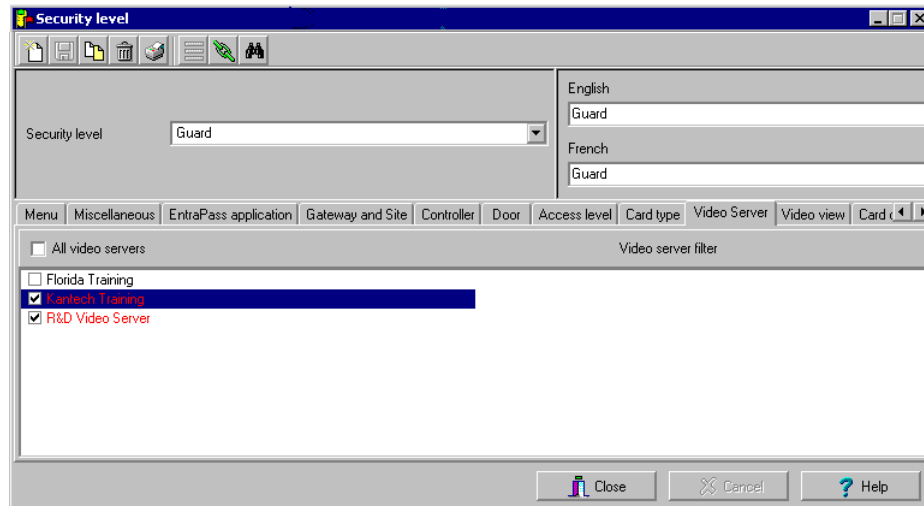 Security level
English
Guard
Security level
Guard
French
Guard
Menu Miscellaneous EntraPass application Gateway and Site Controller Door Access level Card type Video Server Video view Card
All video servers
Video server filter
Florida Training
Kantech Training
R&D Video Server
Close Cancel Help